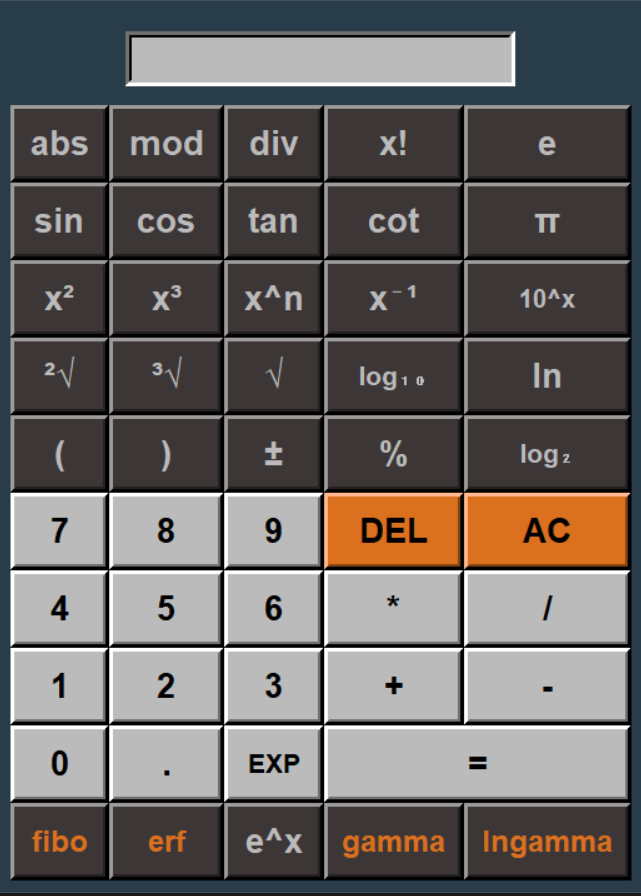 abs mod div x! e
sin cos tan cot π
x² x³ x^n x⁻¹ 10^x
²√ ³√ √ log₁₀ ln
( ) ± % log₂
7 8 9 DEL AC
4 5 6 * /
1 2 3 + -
0 . EXP =
fibo erf e^x gamma lngamma